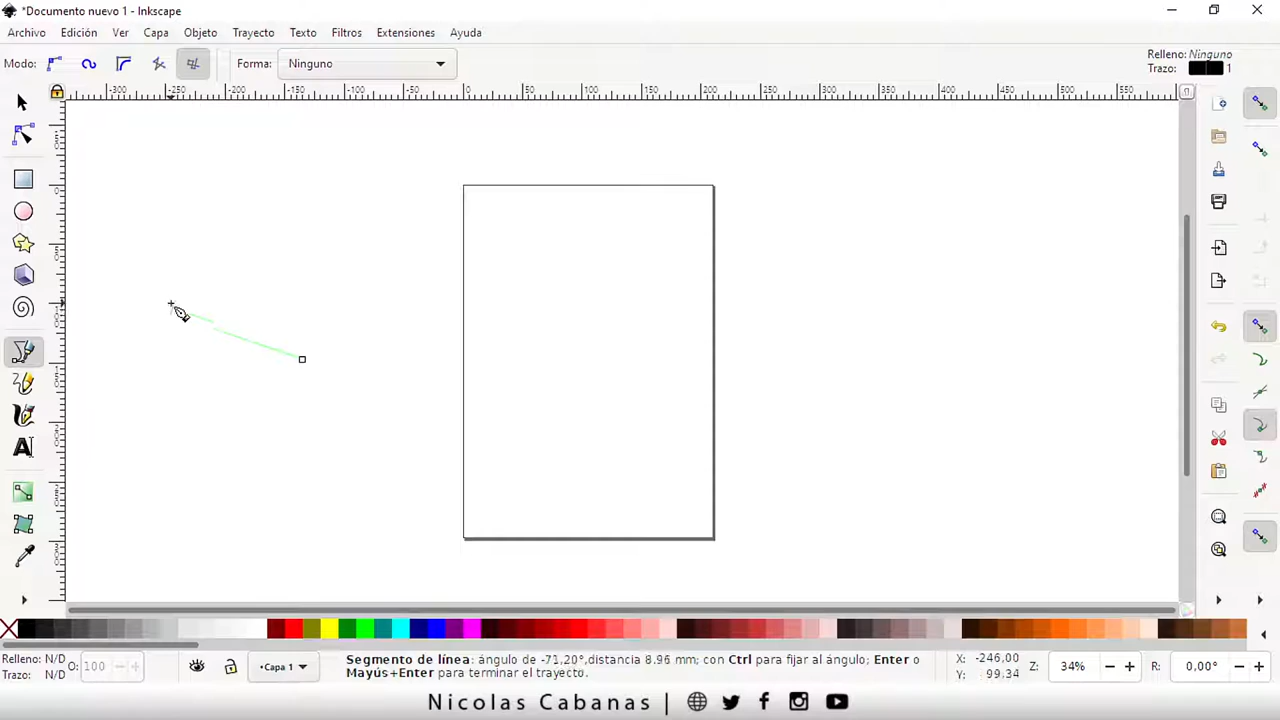 *Documento nuevo 1 - Inkscape
Archivo Edición Ver Capa Objeto Trayecto Texto Filtros Extensiones Ayuda
Modo: Forma: Ninguno
Relleno: Ninguno
Trazo: 1
-300 -250 -200 -150 -100 -50 0 50 100 150 200 250 300 350 400 450 500 550
Relleno: N/D
Trazo: N/D
O: 100
•Capa 1
Segmento de línea: ángulo de -71,20°,distancia 8.96 mm; con Ctrl para fijar al ángulo; Enter o
Mayús+Enter para terminar el trayecto.
X: -246,00
Y: 99,34
Z: 34%
R: 0,00°
Nicolas Cabanas |